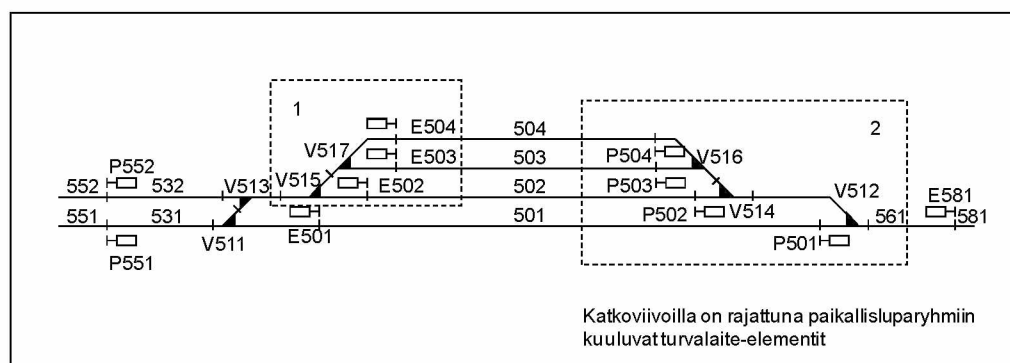 1
2
E504
504
V517
E503
503
P504
V516
P552
V515
E502
P503
V512
552
532
V513
502
E581
551
531
501
P502
V514
561
581
V511
E501
P501
P551
Katkoviivoilla on rajattuna paikallisluparyhmiin
kuuluvat turvalaite-elementit